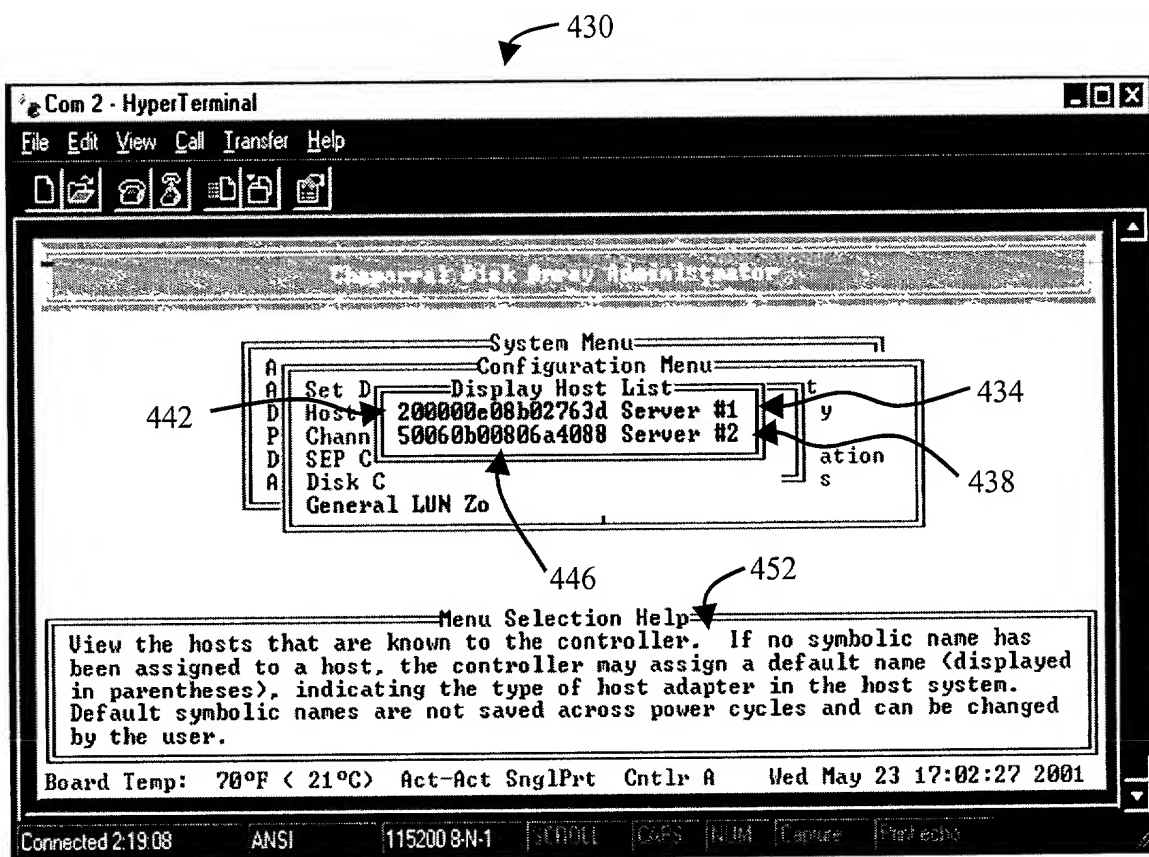 430
Com 2 - HyperTerminal
File Edit View Call Transfer Help
Chaparral Disk Array Administrator
System Menu
A Configuration Menu
A Set D Display Host List t
D Host 200000e08b02763d Server #1 y
P Chann 50060b00806a4088 Server #2
D SEP C ation
A Disk C s
General LUN Zo
442
434
438
446
452
Menu Selection Help
View the hosts that are known to the controller. If no symbolic name has
been assigned to a host, the controller may assign a default name (displayed
in parentheses), indicating the type of host adapter in the host system.
Default symbolic names are not saved across power cycles and can be changed
by the user.
Board Temp: 70°F ( 21°C) Act-Act SnglPrt Cntlr A Wed May 23 17:02:27 2001
Connected 2:19:08 ANSI 115200 8-N-1 SCROLL CAPS NUM Capture Print echo